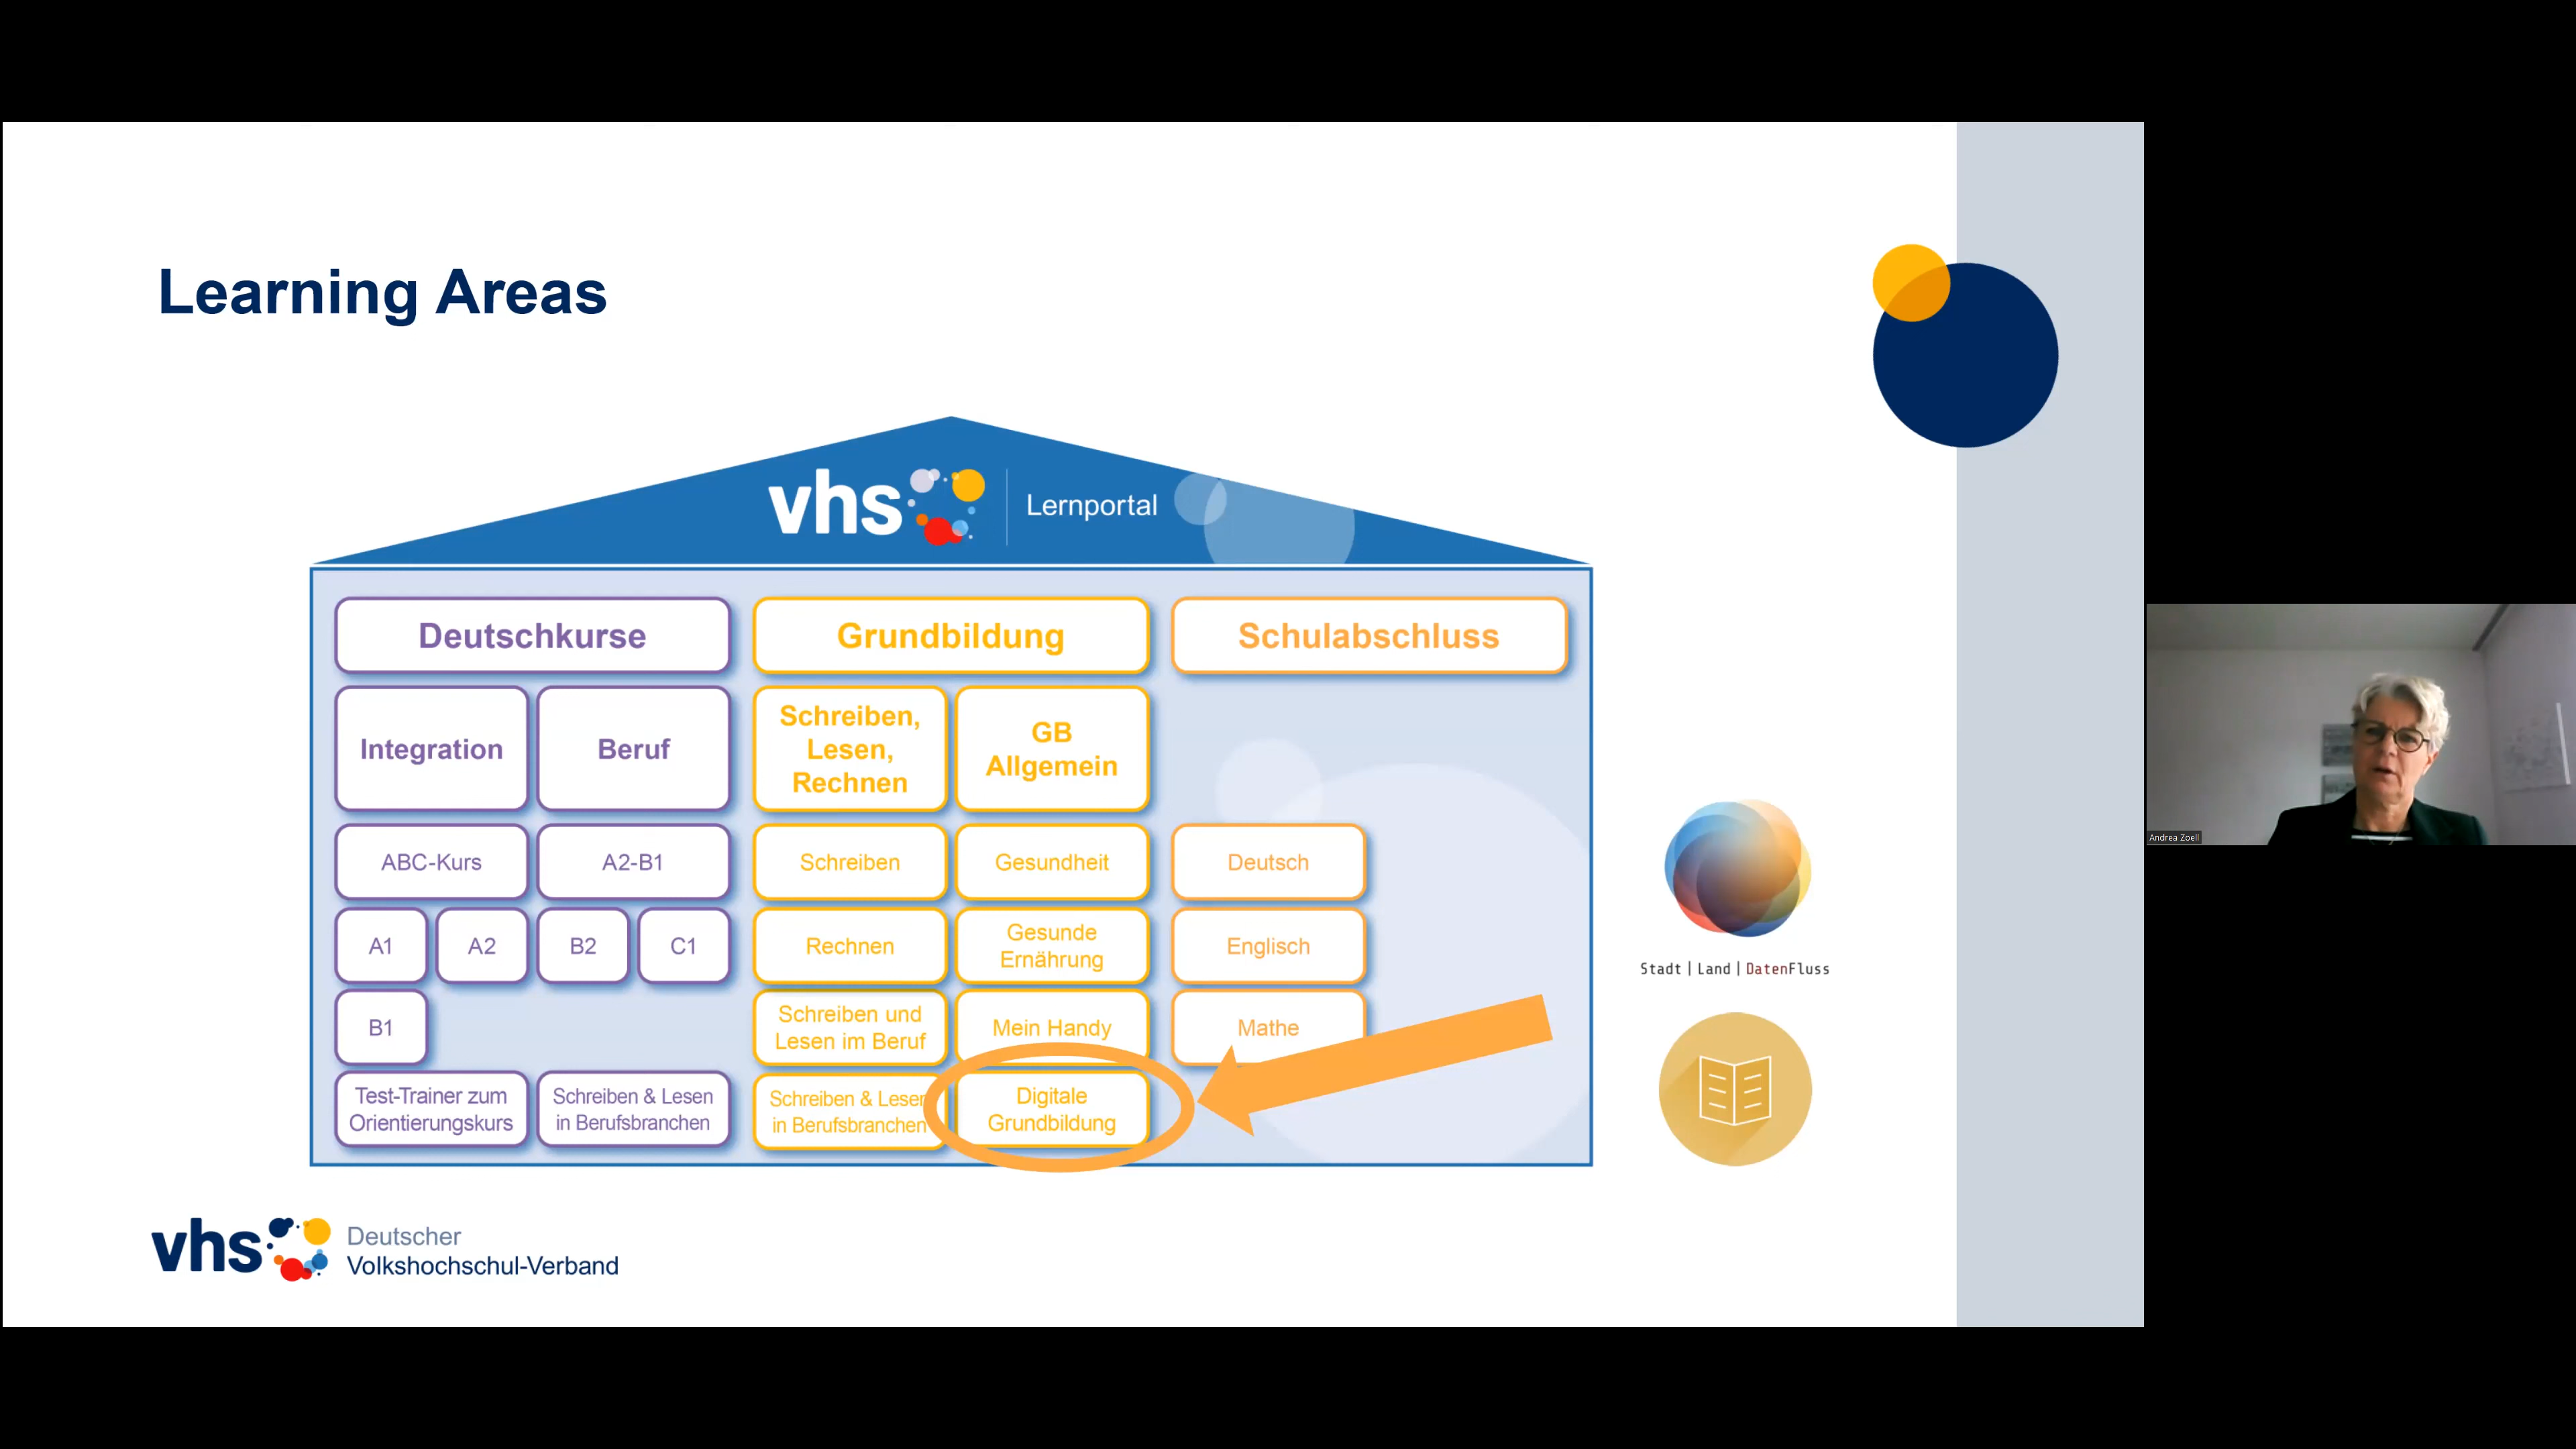 Learning Areas
vhs Lernportal
Deutschkurse
Grundbildung
Schulabschluss
Integration
Beruf
Schreiben,
Lesen,
Rechnen
GB
Allgemein
ABC-Kurs
A2-B1
Schreiben
Gesundheit
Deutsch
A1
A2
B2
C1
Rechnen
Gesunde
Ernährung
Englisch
B1
Schreiben und
Lesen im Beruf
Mein Handy
Mathe
Test-Trainer zum
Orientierungskurs
Schreiben & Lesen
in Berufsbranchen
Schreiben & Lesen
in Berufsbranchen
Digitale
Grundbildung
Stadt | Land | DatenFluss
vhs Deutscher
Volkshochschul-Verband
Andrea Zoell